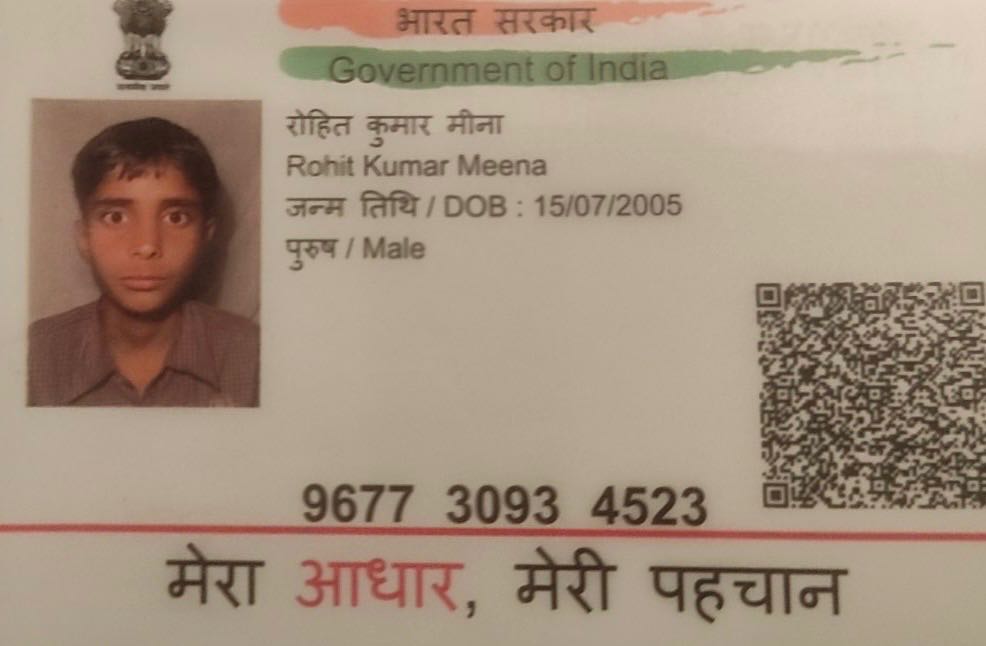 भारत सरकार
Government of India
रोहित कुमार मीना
Rohit Kumar Meena
जन्म तिथि / DOB : 15/07/2005
पुरुष / Male
9677 3093 4523
मेरा आधार, मेरी पहचान